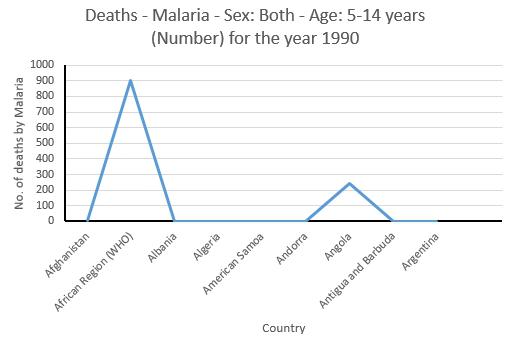 Deaths - Malaria - Sex: Both - Age: 5-14 years
(Number) for the year 1990
No. of deaths by Malaria
1000
900
800
700
600
500
400
300
200
100
0
Afghanistan
African Region (WHO)
Albania
Algeria
American Samoa
Andorra
Angola
Antigua and Barbuda
Argentina
Country